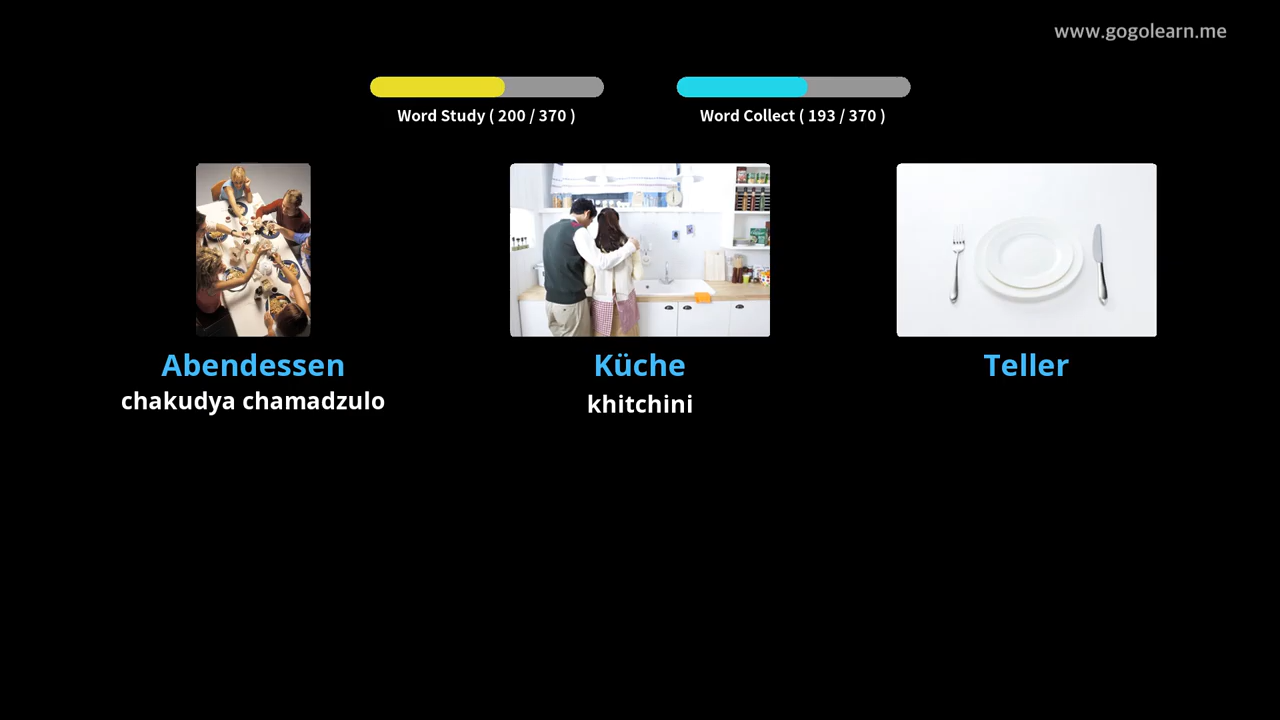 www.gogolearn.me
Word Study ( 200 / 370 )
Word Collect ( 193 / 370 )
Abendessen
chakudya chamadzulo
Küche
khitchini
Teller